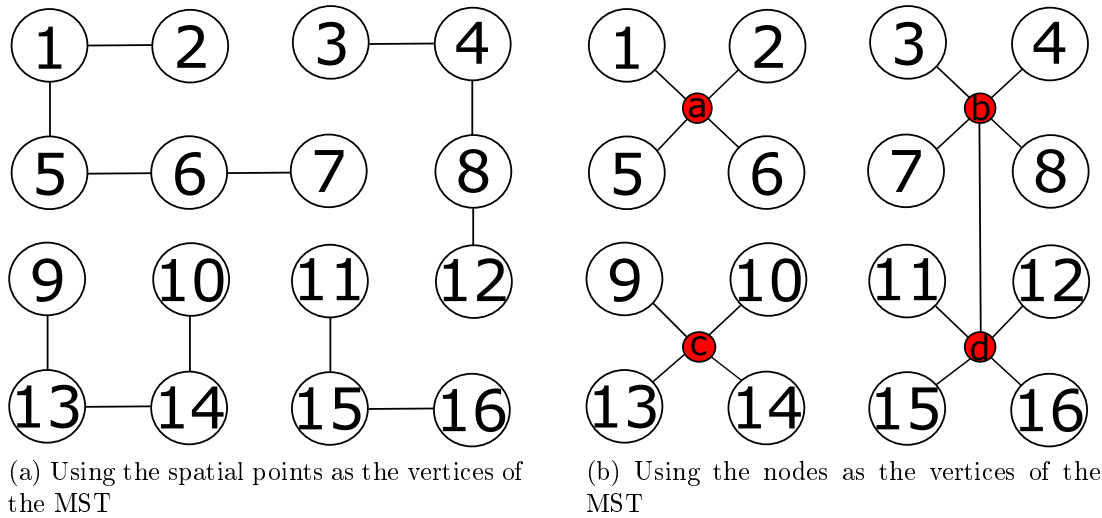 1 2 3 4
5 6 7 8
9 10 11 12
13 14 15 16
(a) Using the spatial points as the vertices of
the MST
1 2 3 4
a b
5 6 7 8
9 10 11 12
c d
13 14 15 16
(b) Using the nodes as the vertices of the
MST